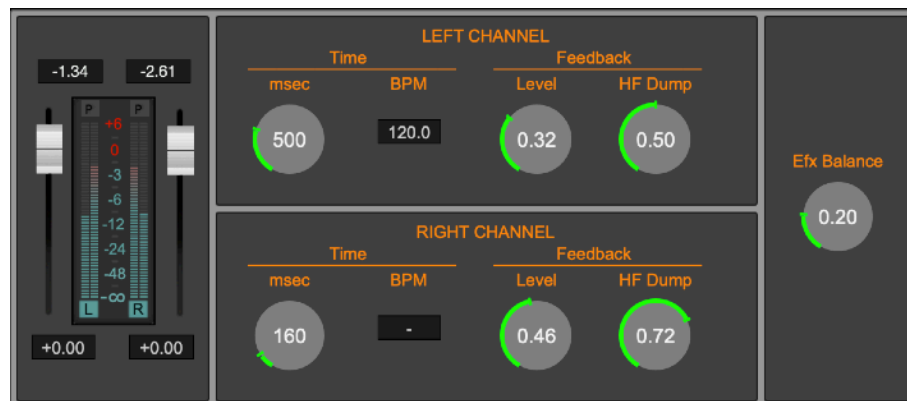 -1.34 -2.61
P P
+6
0
-3
-6
-12
-24
-48
-∞
L R
+0.00 +0.00
LEFT CHANNEL
Time Feedback
msec BPM Level HF Dump
500 120.0 0.32 0.50
RIGHT CHANNEL
Time Feedback
msec BPM Level HF Dump
160 - 0.46 0.72
Efx Balance
0.20